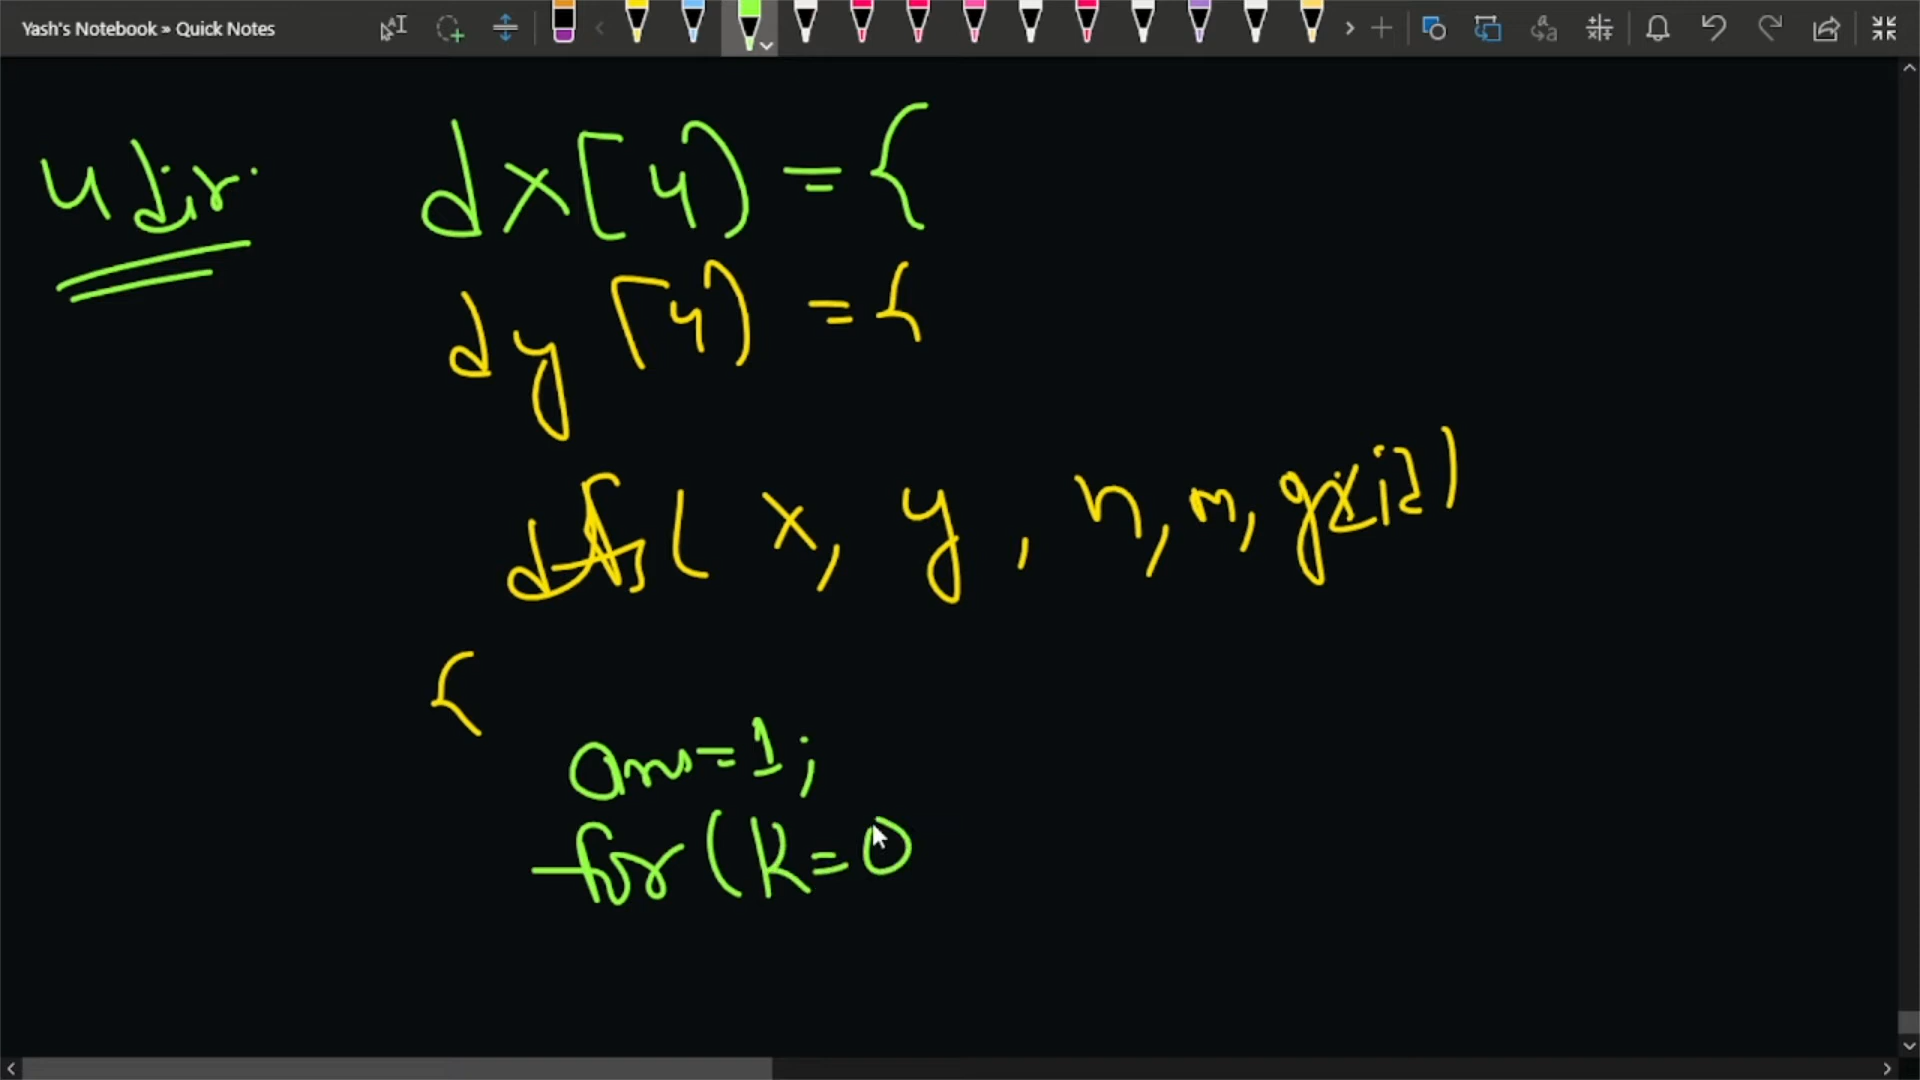 Yash's Notebook » Quick Notes
4 dir.
dx[4) = {
dy[4) = {
dfs( x, y, n, m, grid)
{
ans=1;
for (k=0